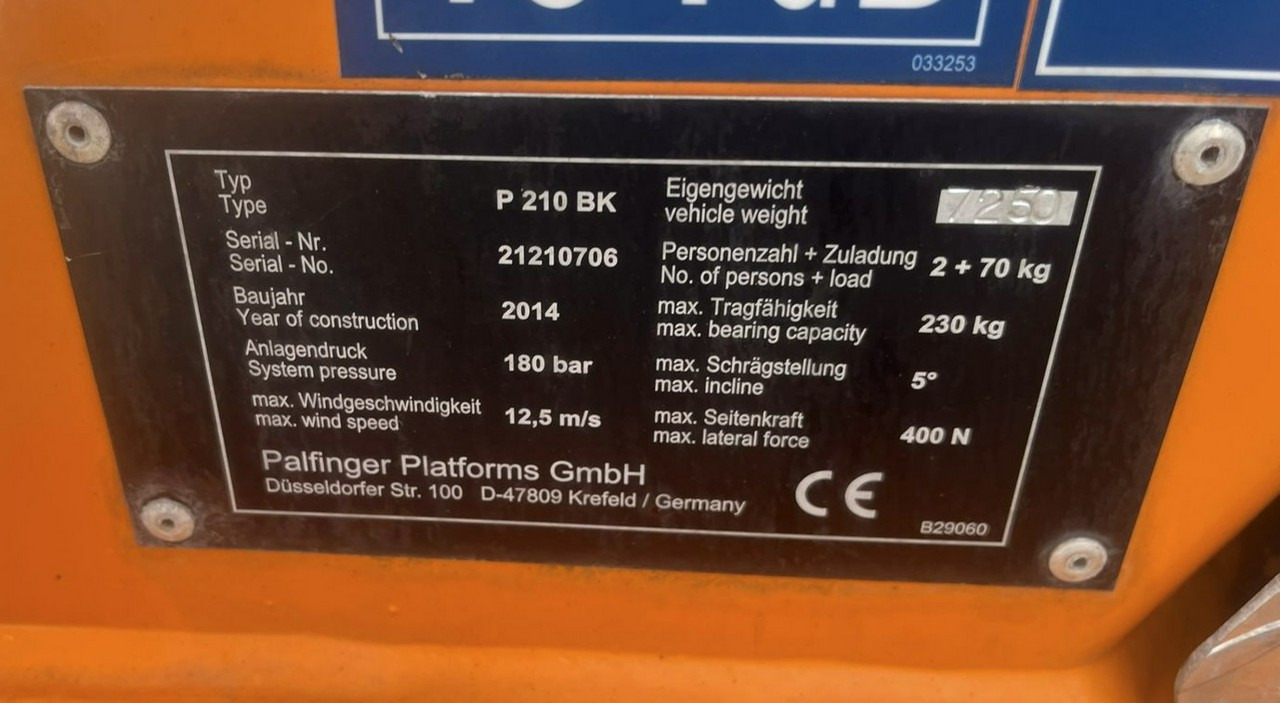 033253
Typ
Type
P 210 BK
Serial - Nr.
Serial - No.
21210706
Baujahr
Year of construction
2014
Anlagendruck
System pressure
180 bar
max. Windgeschwindigkeit
max. wind speed
12,5 m/s
Eigengewicht
vehicle weight
7250
Personenzahl + Zuladung
No. of persons + load
2 + 70 kg
max. Tragfähigkeit
max. bearing capacity
230 kg
max. Schrägstellung
max. incline
5°
max. Seitenkraft
max. lateral force
400 N
Palfinger Platforms GmbH
Düsseldorfer Str. 100 D-47809 Krefeld / Germany
CE
B29060